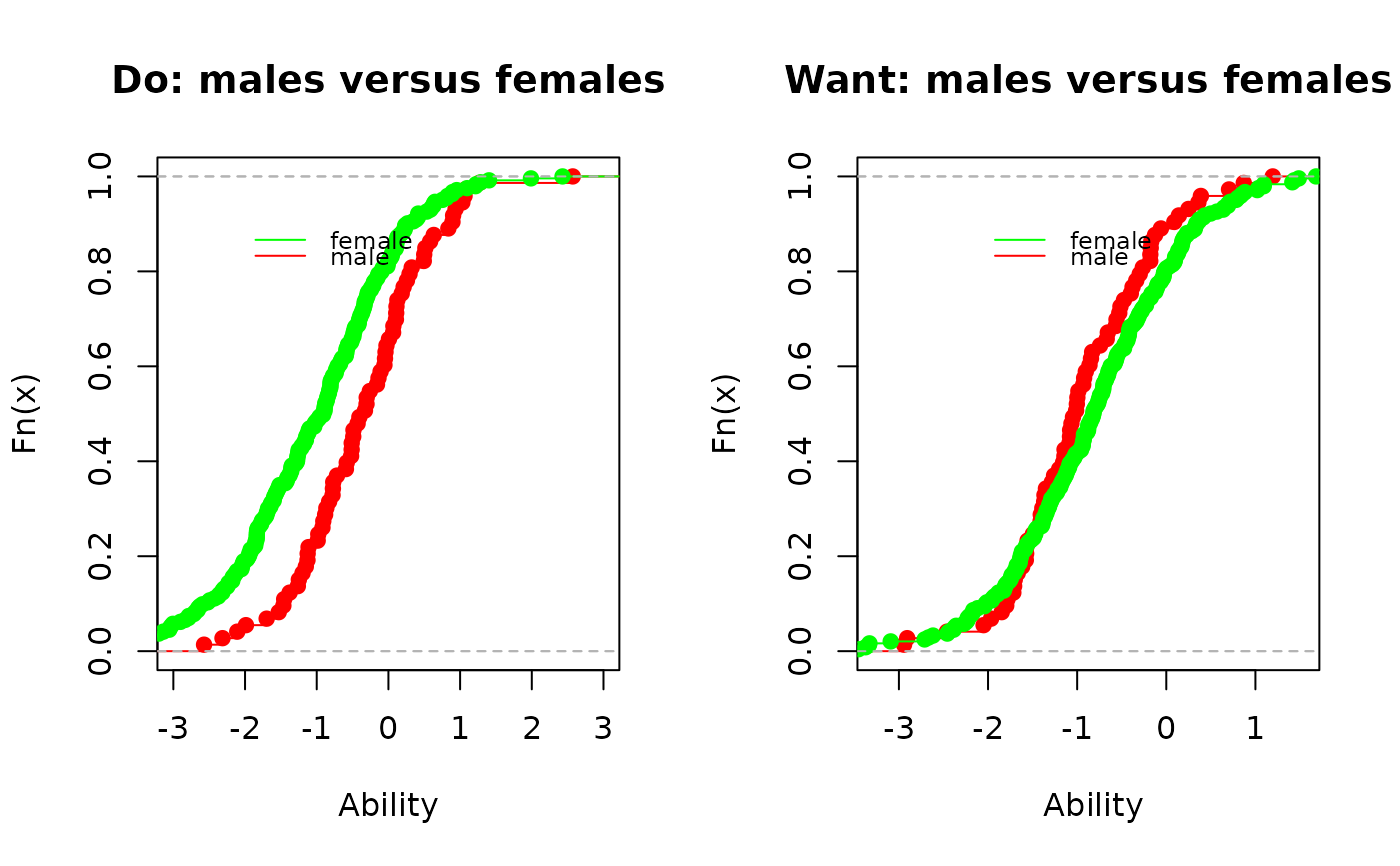 Do: males versus females
Fn(x)
1.0
0.8
0.6
0.4
0.2
0.0
female
male
-3 -2 -1 0 1 2 3
Ability
Want: males versus females
Fn(x)
1.0
0.8
0.6
0.4
0.2
0.0
female
male
-3 -2 -1 0 1
Ability